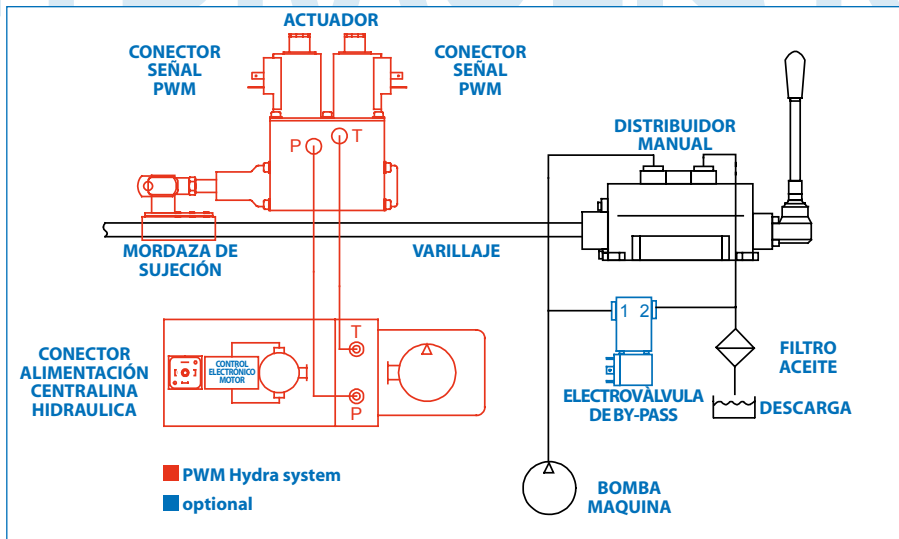 ACTUADOR
CONECTOR
SEÑAL
PWM
CONECTOR
SEÑAL
PWM
DISTRIBUIDOR
MANUAL
P
T
MORDAZA DE
SUJECIÓN
VARILLAJE
CONECTOR
ALIMENTACIÓN
CENTRALINA
HIDRAULICA
CONTROL
ELECTRÓNICO
MOTOR
T
P
1 2
ELECTROVÀLVULA
DE BY-PASS
FILTRO
ACEITE
DESCARGA
BOMBA
MAQUINA
PWM Hydra system
optional